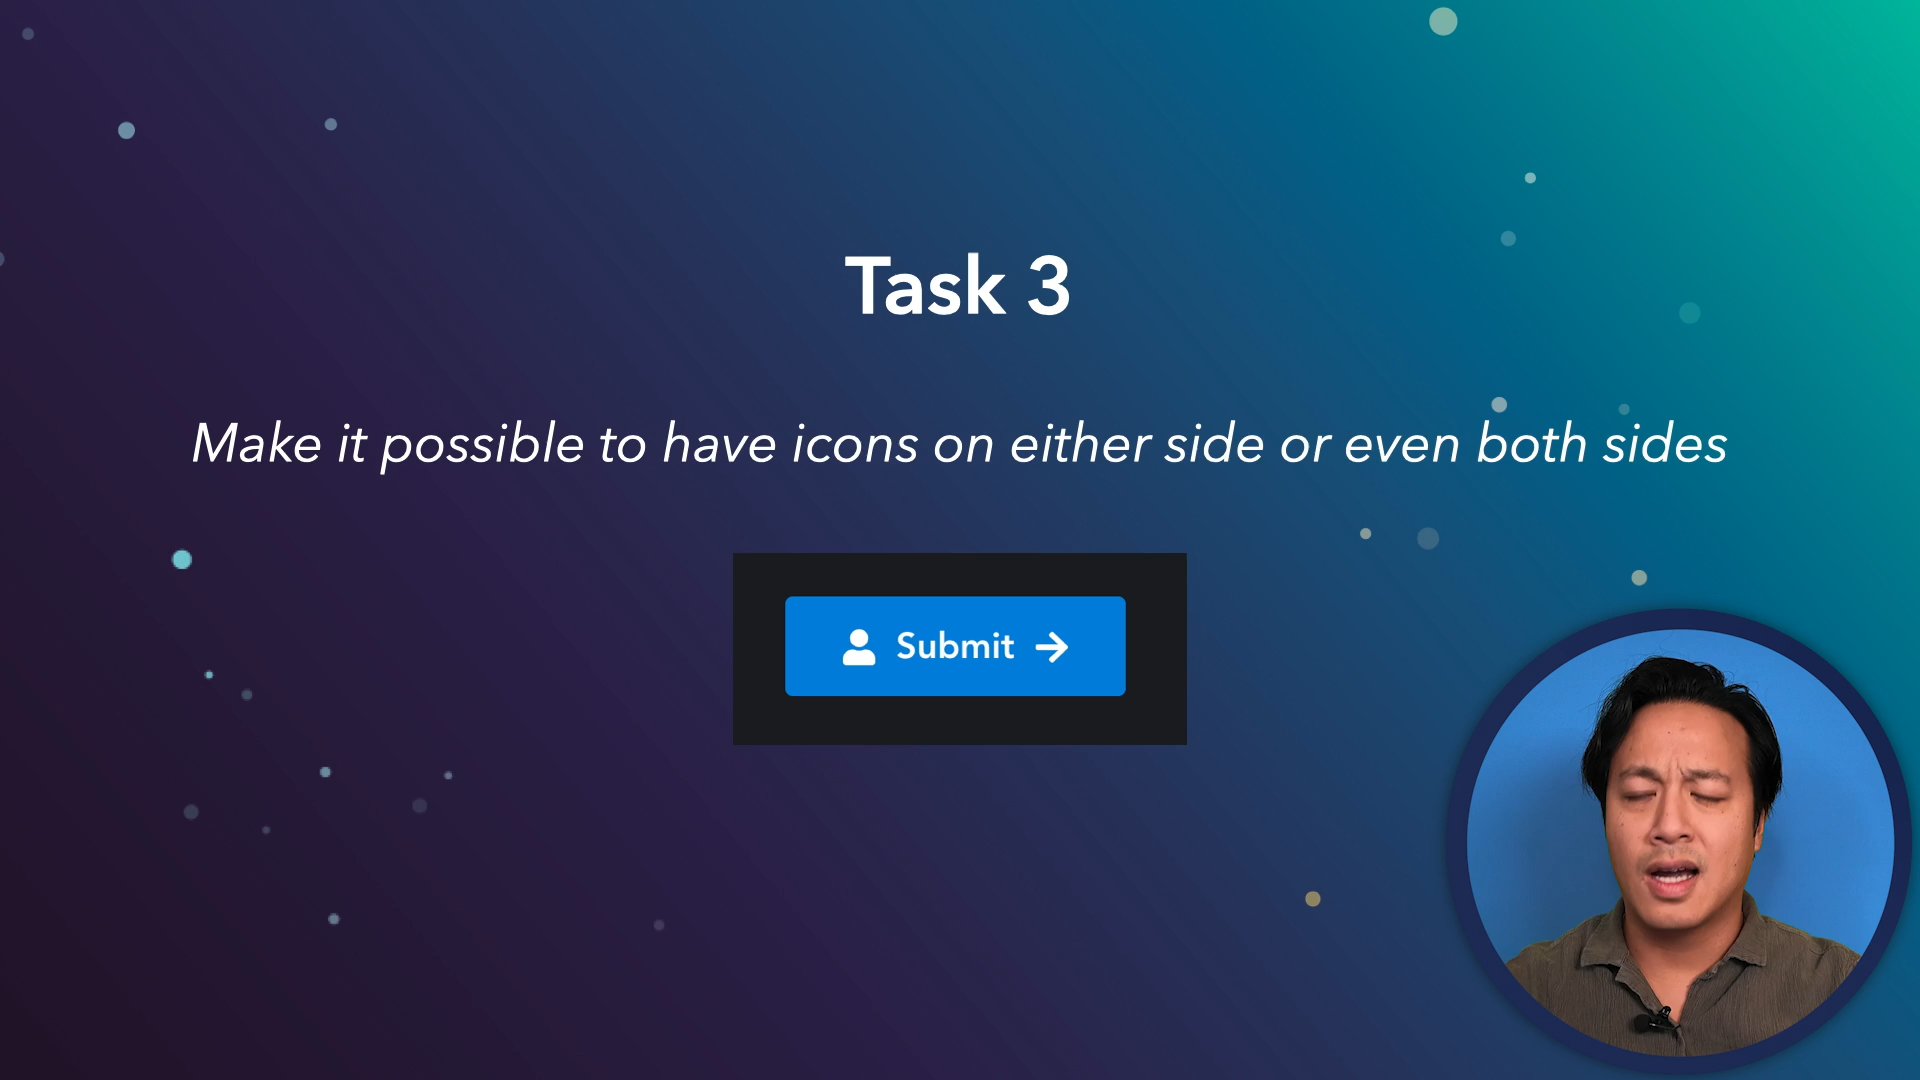 Task 3
Make it possible to have icons on either side or even both sides
Submit